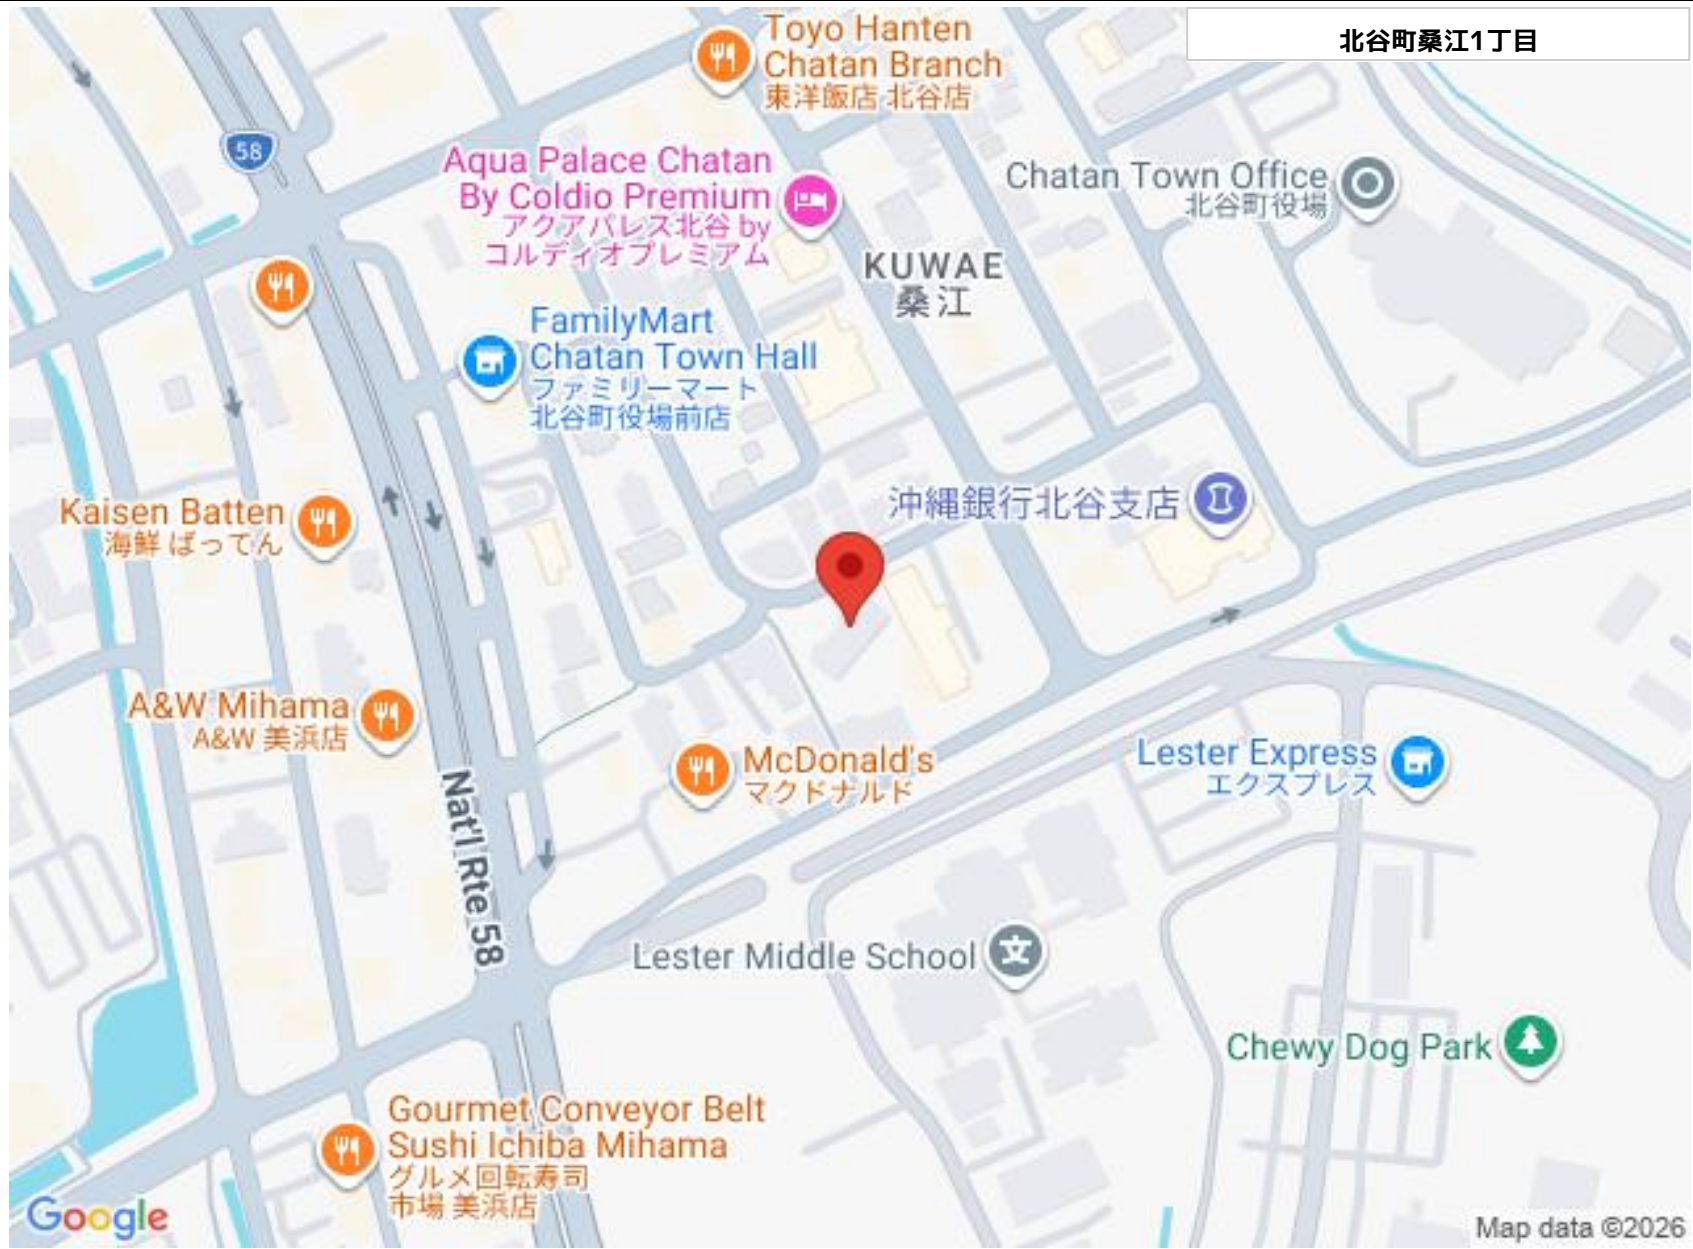 北谷町桑江1丁目
Toyo Hanten
Chatan Branch
東洋飯店 北谷店
58
Aqua Palace Chatan
By Coldio Premium
アクアパレス北谷 by
コルディオプレミアム
Chatan Town Office
北谷町役場
KUWAE
桑江
FamilyMart
Chatan Town Hall
ファミリーマート
北谷町役場前店
Kaisen Batten
海鮮 ばってん
沖縄銀行北谷支店
A&W Mihama
A&W 美浜店
McDonald's
マクドナルド
Lester Express
エクスプレス
Nat'l Rte 58
Lester Middle School
文
Chewy Dog Park
Gourmet Conveyor Belt
Sushi Ichiba Mihama
グルメ回転寿司
市場 美浜店
Google
Map data ©2026